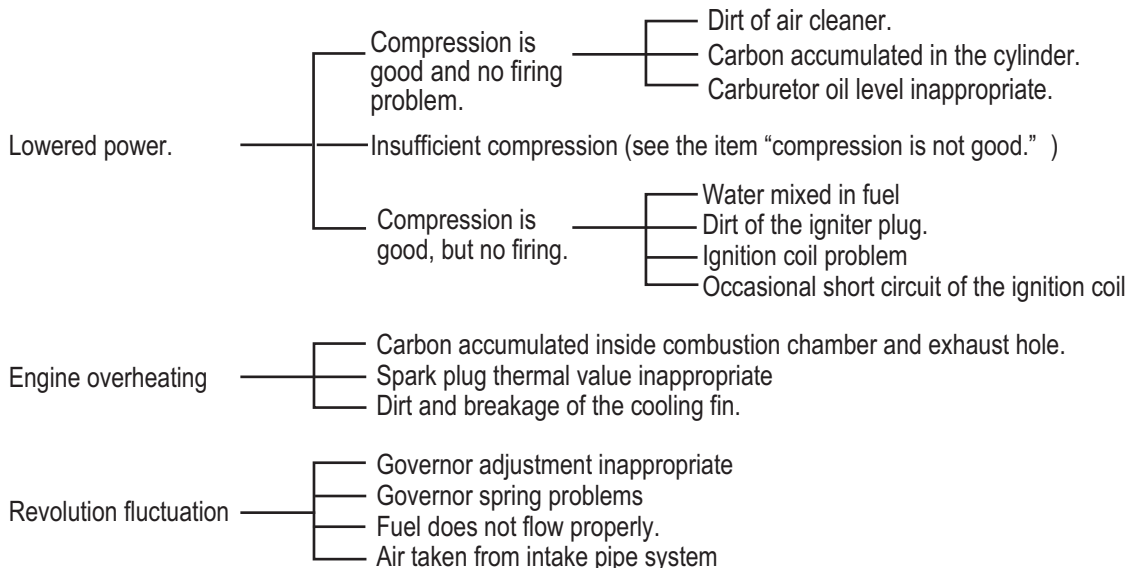 Lowered power.
Compression is
good and no firing
problem.
Dirt of air cleaner.
Carbon accumulated in the cylinder.
Carburetor oil level inappropriate.
Insufficient compression (see the item “compression is not good.” )
Compression is
good, but no firing.
Water mixed in fuel
Dirt of the igniter plug.
Ignition coil problem
Occasional short circuit of the ignition coil
Engine overheating
Carbon accumulated inside combustion chamber and exhaust hole.
Spark plug thermal value inappropriate
Dirt and breakage of the cooling fin.
Revolution fluctuation
Governor adjustment inappropriate
Governor spring problems
Fuel does not flow properly.
Air taken from intake pipe system